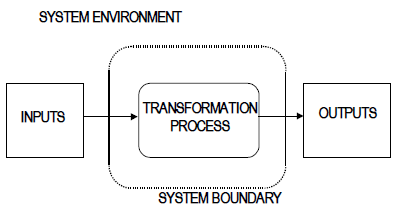 SYSTEM ENVIRONMENT
INPUTS
TRANSFORMATION
PROCESS
OUTPUTS
SYSTEM BOUNDARY